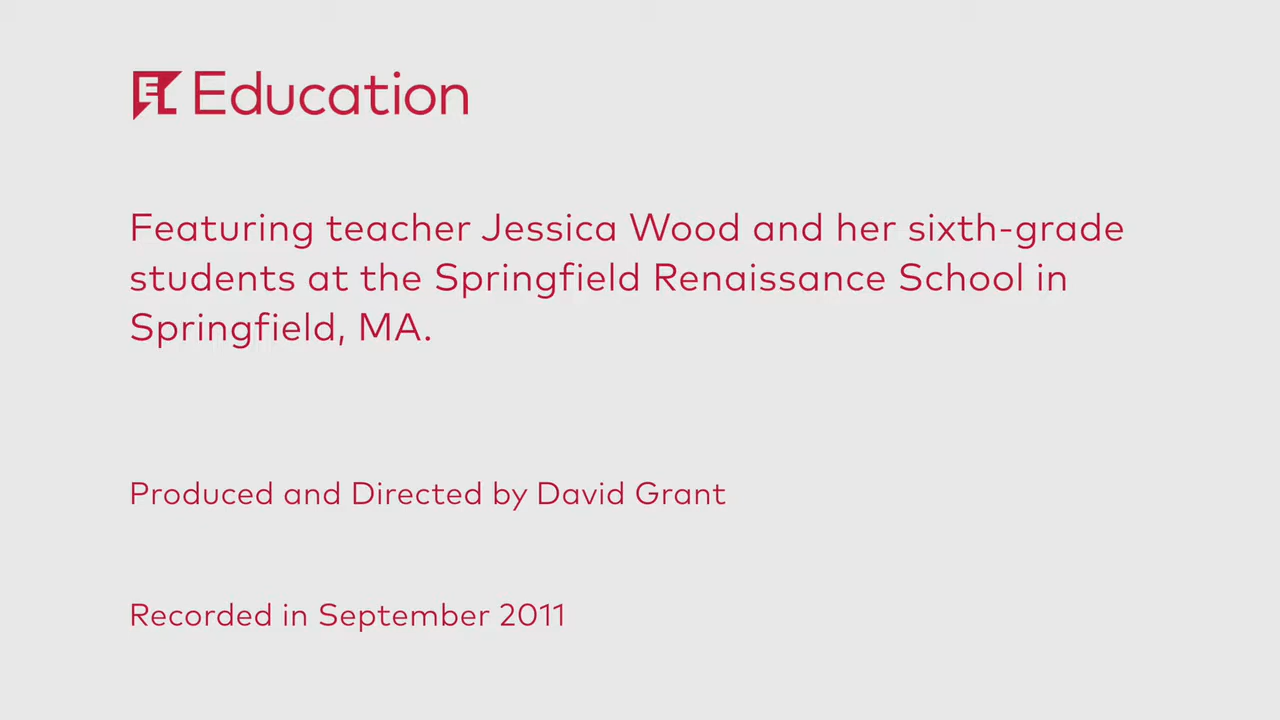 EL Education
Featuring teacher Jessica Wood and her sixth-grade
students at the Springfield Renaissance School in
Springfield, MA.
Produced and Directed by David Grant
Recorded in September 2011